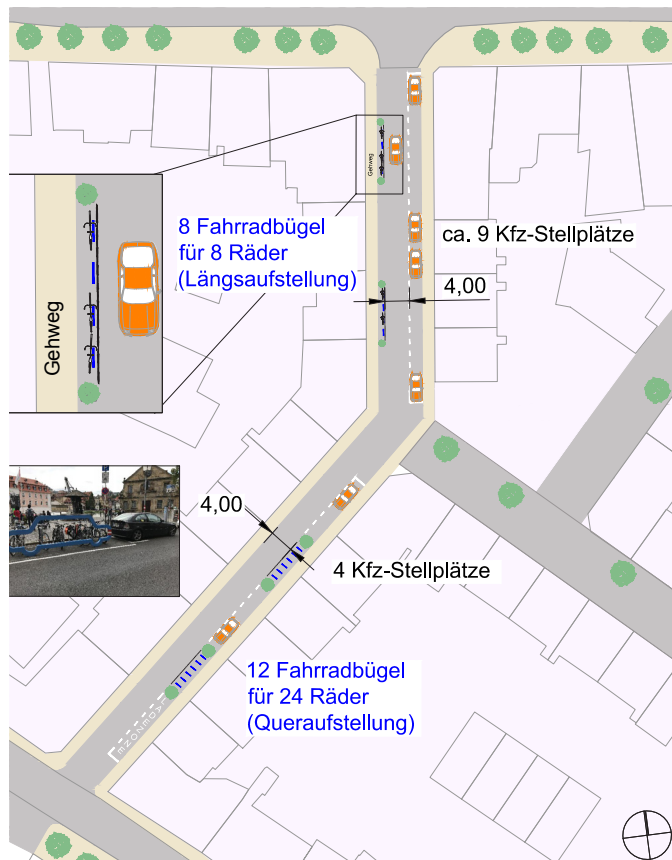 Gehweg
8 Fahrradbügel
für 8 Räder
(Längsaufstellung)
ca. 9 Kfz-Stellplätze
4,00
Gehweg
4,00
4 Kfz-Stellplätze
12 Fahrradbügel
für 24 Räder
(Queraufstellung)
LADEZONE